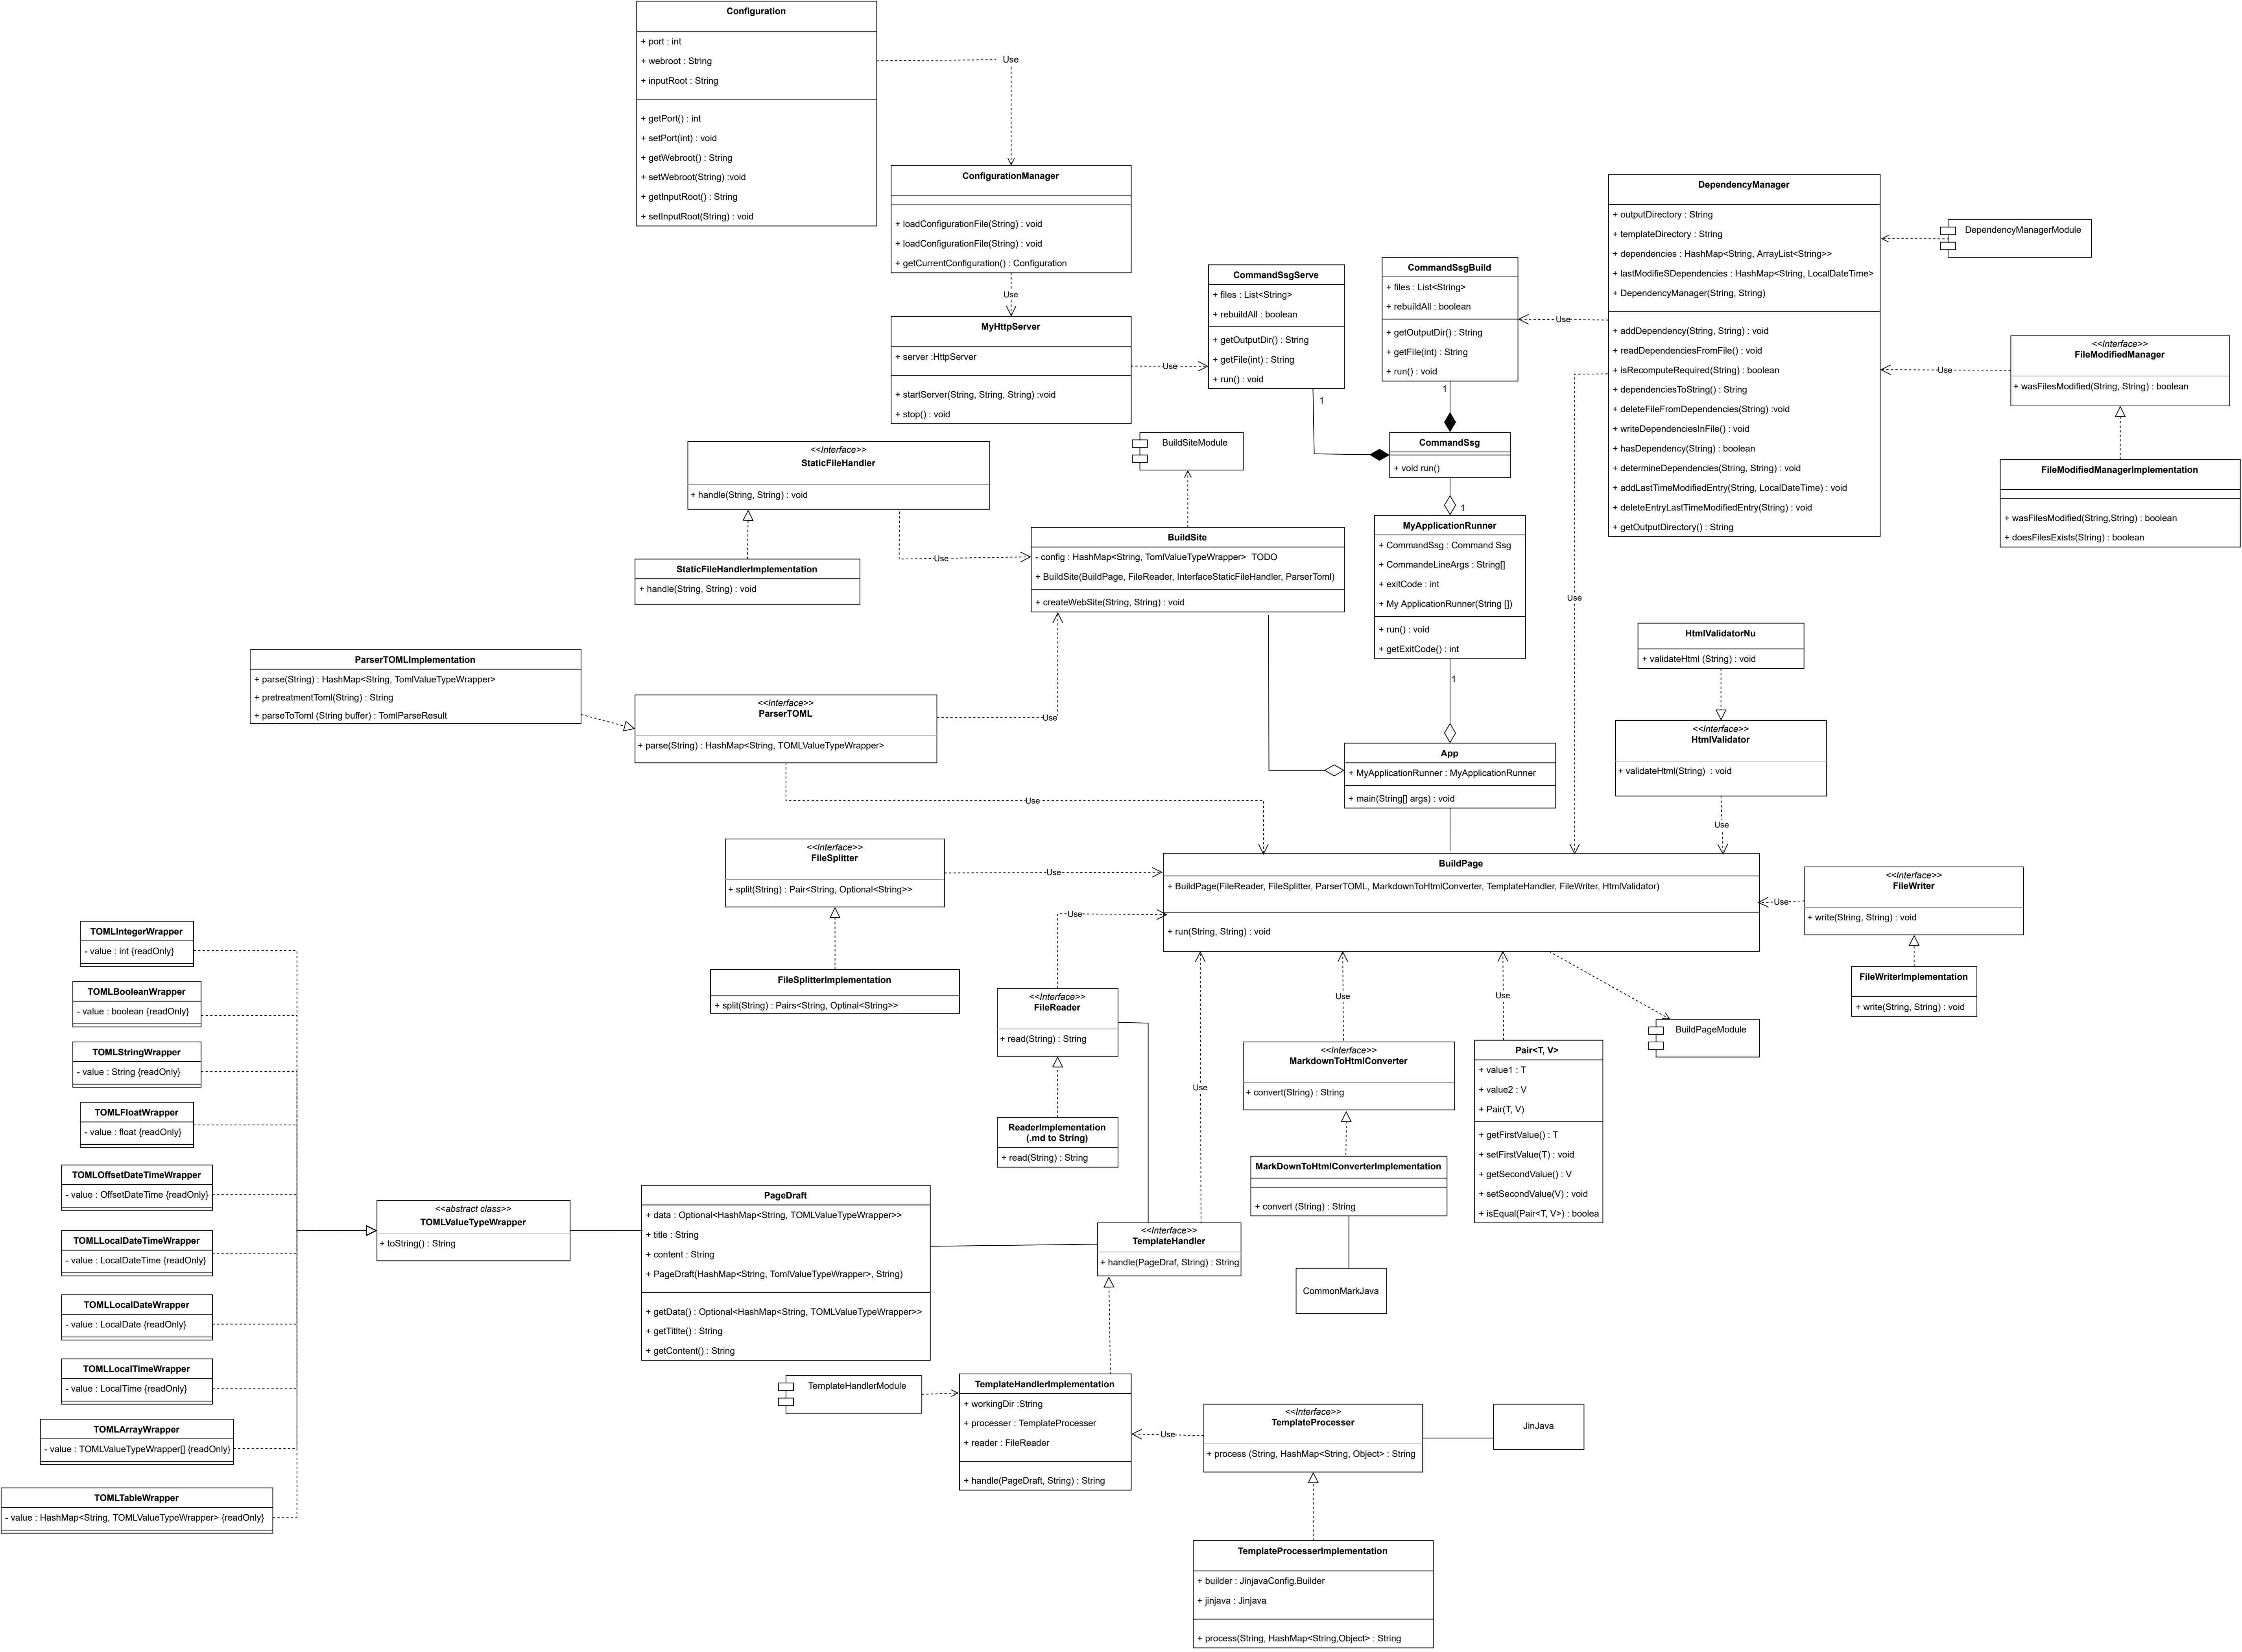 Configuration
+ port : int
+ webroot : String
+ inputRoot : String
+ getPort() : int
+ setPort(int) : void
+ getWebroot() : String
+ setWebroot(String) :void
+ getInputRoot() : String
+ setInputRoot(String) : void
Use
ConfigurationManager
+ loadConfigurationFile(String) : void
+ loadConfigurationFile(String) : void
+ getCurrentConfiguration() : Configuration
Use
MyHttpServer
+ server :HttpServer
+ startServer(String, String, String) :void
+ stop() : void
Use
CommandSsgServe
+ files : List<String>
+ rebuildAll : boolean
+ getOutputDir() : String
+ getFile(int) : String
+ run() : void
1
CommandSsgBuild
+ files : List<String>
+ rebuildAll : boolean
+ getOutputDir() : String
+ getFile(int) : String
+ run() : void
1
Use
DependencyManager
+ outputDirectory : String
+ templateDirectory : String
+ dependencies : HashMap<String, ArrayList<String>>
+ lastModifieSDependencies : HashMap<String, LocalDateTime>
+ DependencyManager(String, String)
+ addDependency(String, String) : void
+ readDependenciesFromFile() : void
+ isRecomputeRequired(String) : boolean
+ dependenciesToString() : String
+ deleteFileFromDependencies(String) :void
+ writeDependenciesInFile() : void
+ hasDependency(String) : boolean
+ determineDependencies(String, String) : void
+ addLastTimeModifiedEntry(String, LocalDateTime) : void
+ deleteEntryLastTimeModifiedEntry(String) : void
+ getOutputDirectory() : String
DependencyManagerModule
Use
<<Interface>>
FileModifiedManager
+ wasFilesModified(String, String) : boolean
FileModifiedManagerImplementation
+ wasFilesModified(String,String) : boolean
+ doesFilesExists(String) : boolean
CommandSsg
+ void run()
1
MyApplicationRunner
+ CommandSsg : Command Ssg
+ CommandeLineArgs : String[]
+ exitCode : int
+ My ApplicationRunner(String [])
+ run() : void
+ getExitCode() : int
1
BuildSiteModule
<<Interface>>
StaticFileHandler
+ handle(String, String) : void
StaticFileHandlerImplementation
+ handle(String, String) : void
Use
BuildSite
- config : HashMap<String, TomlValueTypeWrapper>  TODO
+ BuildSite(BuildPage, FileReader, InterfaceStaticFileHandler, ParserToml)
+ createWebSite(String, String) : void
Use
HtmlValidatorNu
+ validateHtml (String) : void
<<Interface>>
HtmlValidator
+ validateHtml(String)  : void
Use
ParserTOMLImplementation
+ parse(String) : HashMap<String, TomlValueTypeWrapper>
+ pretreatmentToml(String) : String
+ parseToToml (String buffer) : TomlParseResult
<<Interface>>
ParserTOML
+ parse(String) : HashMap<String, TOMLValueTypeWrapper>
Use
Use
App
+ MyApplicationRunner : MyApplicationRunner
+ main(String[] args) : void
<<Interface>>
FileSplitter
+ split(String) : Pair<String, Optional<String>>
Use
FileSplitterImplementation
+ split(String) : Pairs<String, Optinal<String>>
BuildPage
+ BuildPage(FileReader, FileSplitter, ParserTOML, MarkdownToHtmlConverter, TemplateHandler, FileWriter, HtmlValidator)
+ run(String, String) : void
Use
<<Interface>>
FileWriter
+ write(String, String) : void
FileWriterImplementation
+ write(String, String) : void
Use
<<Interface>>
FileReader
+ read(String) : String
ReaderImplementation
(.md to String)
+ read(String) : String
Use
Use
<<Interface>>
MarkdownToHtmlConverter
+ convert(String) : String
MarkDownToHtmlConverterImplementation
+ convert (String) : String
CommonMarkJava
Use
Pair<T, V>
+ value1 : T
+ value2 : V
+ Pair(T, V)
+ getFirstValue() : T
+ setFirstValue(T) : void
+ getSecondValue() : V
+ setSecondValue(V) : void
+ isEqual(Pair<T, V>) : boolea
BuildPageModule
TOMLIntegerWrapper
- value : int {readOnly}
TOMLBooleanWrapper
- value : boolean {readOnly}
TOMLStringWrapper
- value : String {readOnly}
TOMLFloatWrapper
- value : float {readOnly}
TOMLOffsetDateTimeWrapper
- value : OffsetDateTime {readOnly}
TOMLLocalDateTimeWrapper
- value : LocalDateTime {readOnly}
TOMLLocalDateWrapper
- value : LocalDate {readOnly}
TOMLLocalTimeWrapper
- value : LocalTime {readOnly}
TOMLArrayWrapper
- value : TOMLValueTypeWrapper[] {readOnly}
TOMLTableWrapper
- value : HashMap<String, TOMLValueTypeWrapper> {readOnly}
<<abstract class>>
TOMLValueTypeWrapper
+ toString() : String
PageDraft
+ data : Optional<HashMap<String, TOMLValueTypeWrapper>>
+ title : String
+ content : String
+ PageDraft(HashMap<String, TomlValueTypeWrapper>, String)
+ getData() : Optional<HashMap<String, TOMLValueTypeWrapper>>
+ getTitlte() : String
+ getContent() : String
<<Interface>>
TemplateHandler
+ handle(PageDraf, String) : String
TemplateHandlerModule
TemplateHandlerImplementation
+ workingDir :String
+ processer : TemplateProcesser
+ reader : FileReader
+ handle(PageDraft, String) : String
Use
<<Interface>>
TemplateProcesser
+ process (String, HashMap<String, Object> : String
JinJava
TemplateProcesserImplementation
+ builder : JinjavaConfig.Builder
+ jinjava : Jinjava
+ process(String, HashMap<String,Object> : String